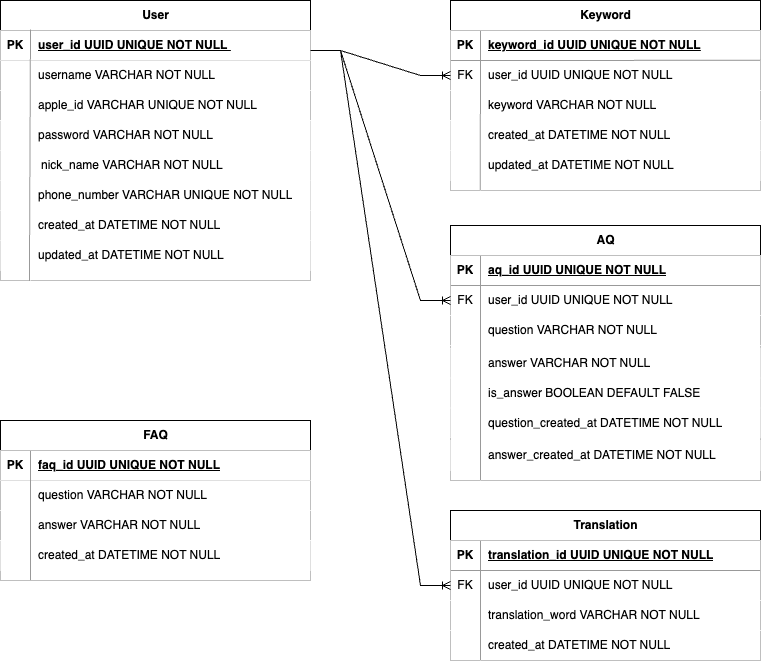 User
PK user_id UUID UNIQUE NOT NULL
username VARCHAR NOT NULL
apple_id VARCHAR UNIQUE NOT NULL
password VARCHAR NOT NULL
nick_name VARCHAR NOT NULL
phone_number VARCHAR UNIQUE NOT NULL
created_at DATETIME NOT NULL
updated_at DATETIME NOT NULL
Keyword
PK keyword_id UUID UNIQUE NOT NULL
FK user_id UUID UNIQUE NOT NULL
keyword VARCHAR NOT NULL
created_at DATETIME NOT NULL
updated_at DATETIME NOT NULL
AQ
PK aq_id UUID UNIQUE NOT NULL
FK user_id UUID UNIQUE NOT NULL
question VARCHAR NOT NULL
answer VARCHAR NOT NULL
is_answer BOOLEAN DEFAULT FALSE
question_created_at DATETIME NOT NULL
answer_created_at DATETIME NOT NULL
FAQ
PK faq_id UUID UNIQUE NOT NULL
question VARCHAR NOT NULL
answer VARCHAR NOT NULL
created_at DATETIME NOT NULL
Translation
PK translation_id UUID UNIQUE NOT NULL
FK user_id UUID UNIQUE NOT NULL
translation_word VARCHAR NOT NULL
created_at DATETIME NOT NULL